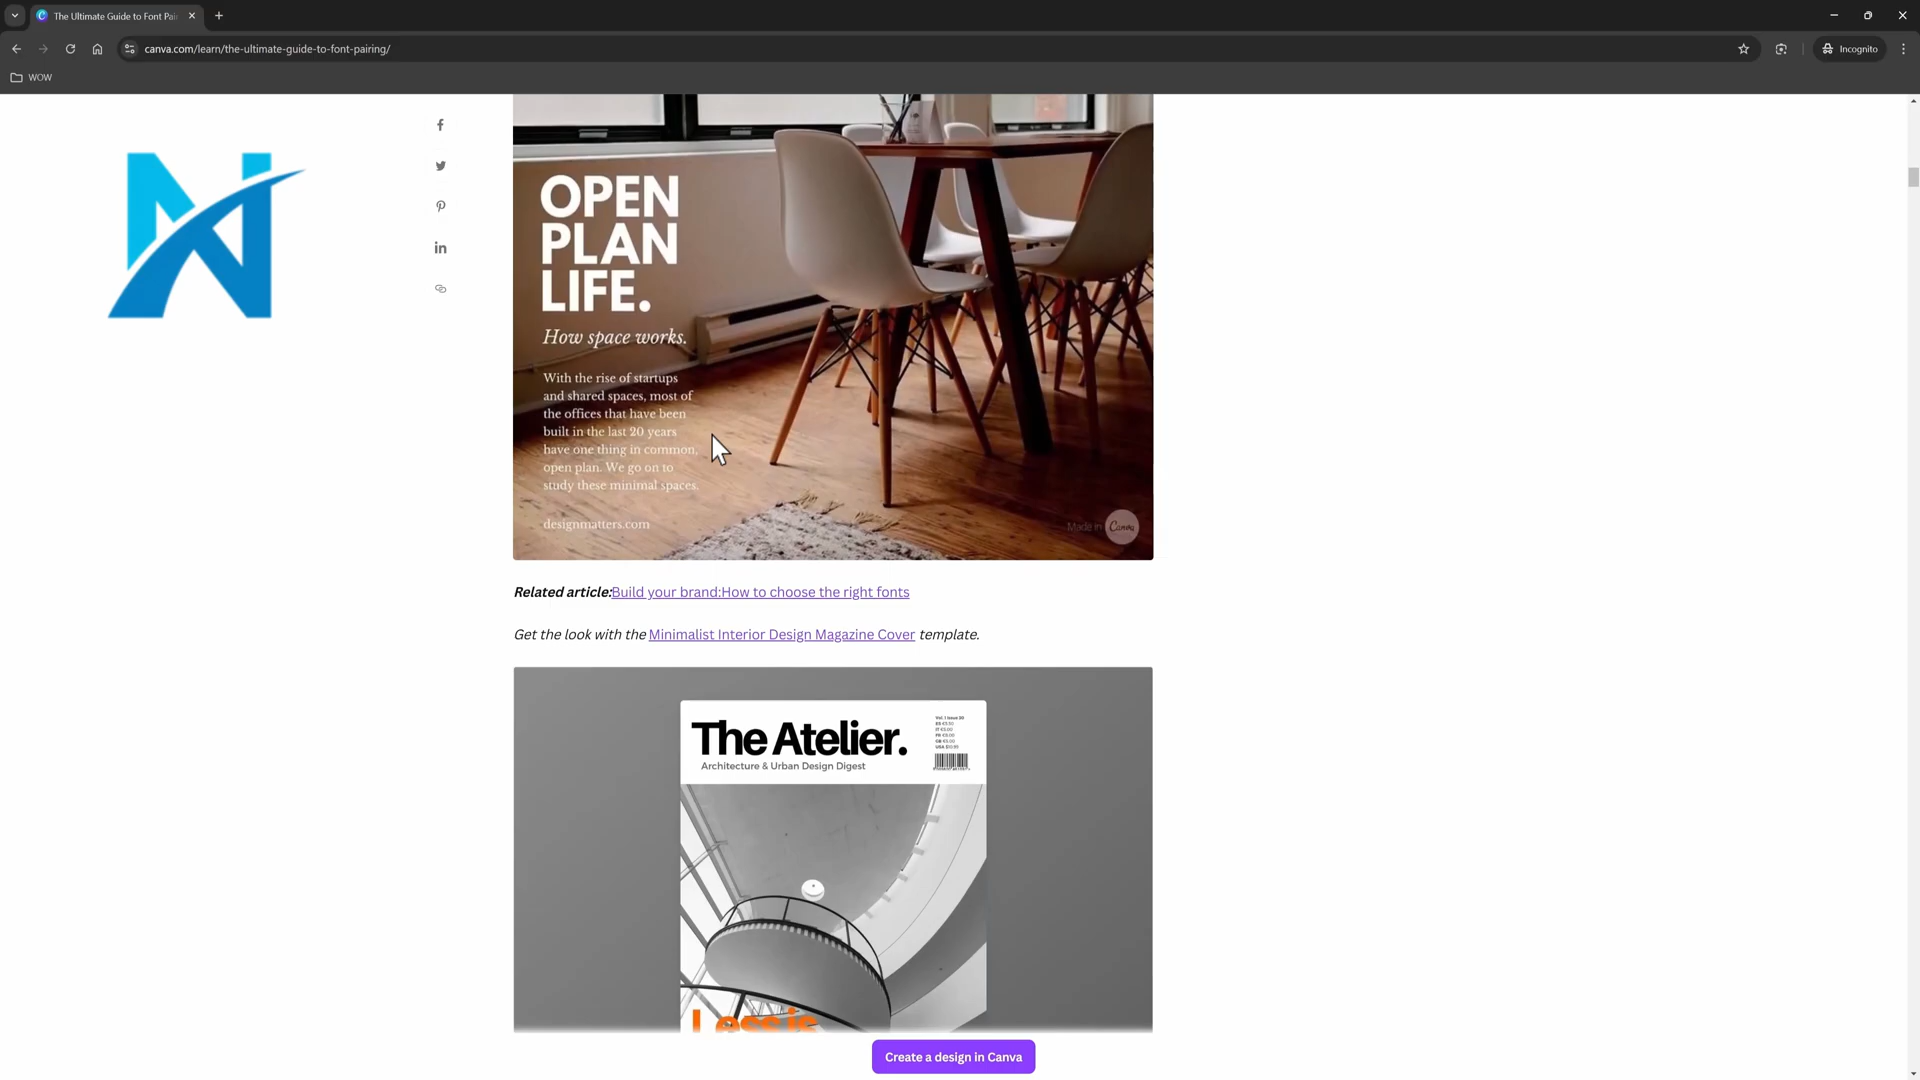 The Ultimate Guide to Font Pai
canva.com/learn/the-ultimate-guide-to-font-pairing/
Incognito
WOW
OPEN
PLAN
LIFE.
How space works.
With the rise of startups
and shared spaces, most of
the offices that have been
built in the last 20 years
have one thing in common,
open plan. We go on to
study these minimal spaces.
designmatters.com
Made in Canva
Related article:Build your brand:How to choose the right fonts
Get the look with the Minimalist Interior Design Magazine Cover template.
The Atelier.
Architecture & Urban Design Digest
Less is
Create a design in Canva